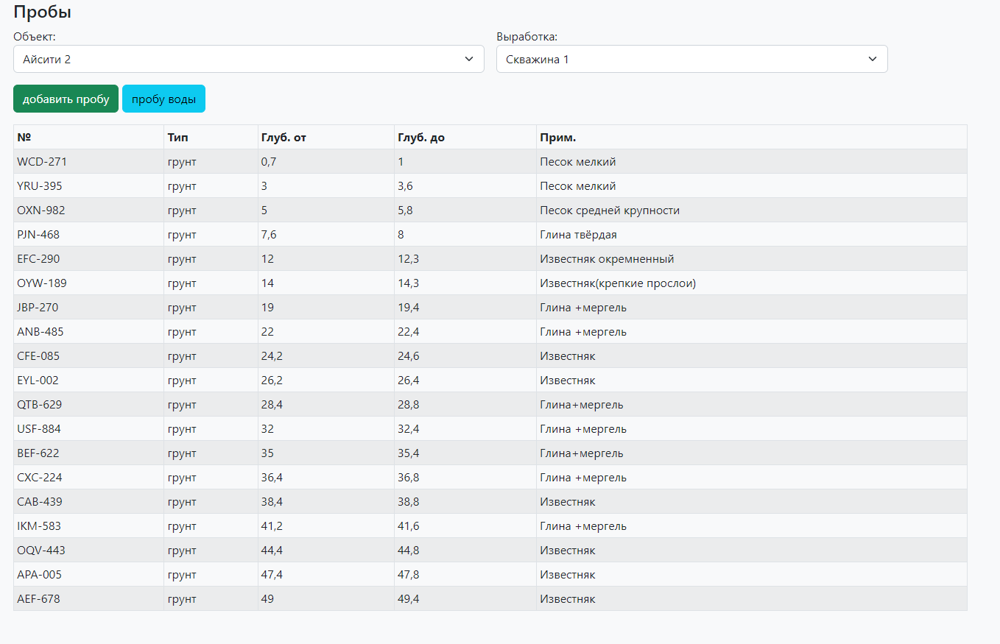 Пробы
Объект: Выработка:
Айсити 2 Скважина 1
добавить пробу пробу воды
№ Тип Глуб. от Глуб. до Прим.
WCD-271 грунт 0,7 1 Песок мелкий
YRU-395 грунт 3 3,6 Песок мелкий
OXN-982 грунт 5 5,8 Песок средней крупности
PJN-468 грунт 7,6 8 Глина твёрдая
EFC-290 грунт 12 12,3 Известняк окремненный
OYW-189 грунт 14 14,3 Известняк(крепкие прослои)
JBP-270 грунт 19 19,4 Глина +мергель
ANB-485 грунт 22 22,4 Глина +мергель
CFE-085 грунт 24,2 24,6 Известняк
EYL-002 грунт 26,2 26,4 Известняк
QTB-629 грунт 28,4 28,8 Глина+мергель
USF-884 грунт 32 32,4 Глина +мергель
BEF-622 грунт 35 35,4 Глина+мергель
CXC-224 грунт 36,4 36,8 Глина +мергель
CAB-439 грунт 38,4 38,8 Известняк
IKM-583 грунт 41,2 41,6 Глина +мергель
OQV-443 грунт 44,4 44,8 Известняк
APA-005 грунт 47,4 47,8 Известняк
AEF-678 грунт 49 49,4 Известняк